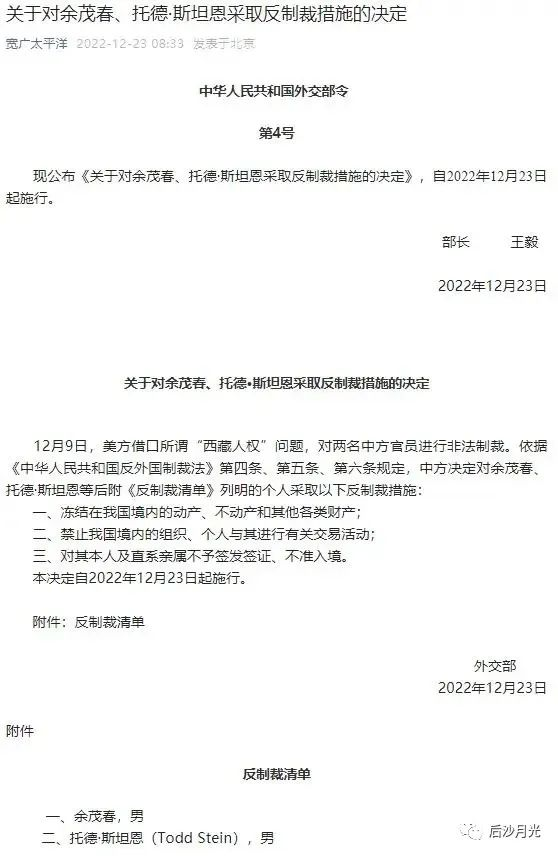 关于对余茂春、托德·斯坦恩采取反制裁措施的决定
宽广太平洋 2022-12-23 08:33 发表于北京
中华人民共和国外交部令
第4号
现公布《关于对余茂春、托德·斯坦恩采取反制裁措施的决定》，自2022年12月23日
起施行。
部长 王毅
2022年12月23日
关于对余茂春、托德•斯坦恩采取反制裁措施的决定
12月9日，美方借口所谓“西藏人权”问题，对两名中方官员进行非法制裁。依据
《中华人民共和国反外国制裁法》第四条、第五条、第六条规定，中方决定对余茂春、
托德·斯坦恩等后附《反制裁清单》列明的个人采取以下反制裁措施：
一、冻结在我国境内的动产、不动产和其他各类财产；
二、禁止我国境内的组织、个人与其进行有关交易活动；
三、对其本人及直系亲属不予签发签证、不准入境。
本决定自2022年12月23日起施行。
附件：反制裁清单
外交部
2022年12月23日
附件
反制裁清单
一、余茂春，男
二、托德·斯坦恩（Todd Stein），男
后沙月光